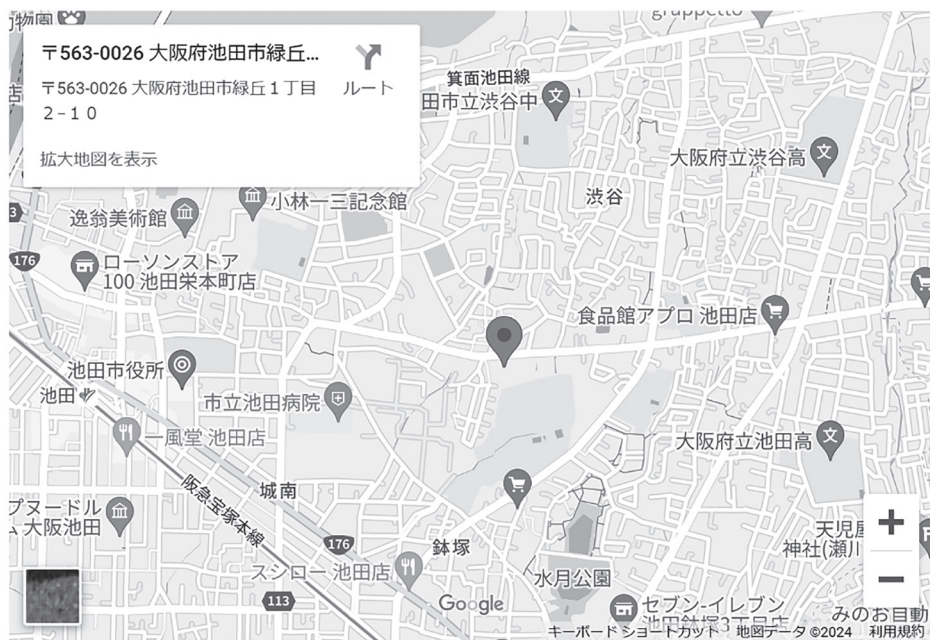 〒563-0026 大阪府池田市緑丘...
〒563-0026 大阪府池田市緑丘1丁目
2−10
ルート
拡大地図を表示
gruppetto
箕面池田線
田市立渋谷中
大阪府立渋谷高
小林一三記念館
逸翁美術館
渋谷
176
ローソンストア
100 池田栄本町店
食品館アプロ 池田店
池田市役所
池田
市立池田病院
一風堂 池田店
大阪府立池田高
阪急宝塚本線
城南
プヌードル
ム 大阪池田
176
鉢塚
天児屋
神社(瀬川
スシロー 池田店
水月公園
113
Google
セブン-イレブン
池田鉢塚3丁目店
みのお自動
キーボード ショートカット
地図データ ©2024
利用規約